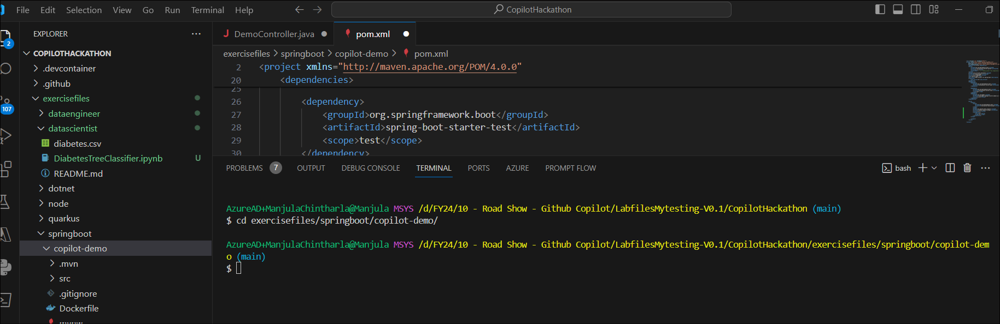 File Edit Selection View Go Run Terminal Help
CopilotHackathon
EXPLORER
2
107
COPILOTHACKATHON
.devcontainer
.github
exercisefiles
dataengineer
datascientist
diabetes.csv
DiabetesTreeClassifier.ipynb U
README.md
dotnet
node
quarkus
springboot
copilot-demo
.mvn
src
.gitignore
Dockerfile
DemoController.java
pom.xml
exercisefiles > springboot > copilot-demo > pom.xml
2 <project xmlns="http://maven.apache.org/POM/4.0.0"
20 <dependencies>
25
26 <dependency>
27 <groupId>org.springframework.boot</groupId>
28 <artifactId>spring-boot-starter-test</artifactId>
29 <scope>test</scope>
30 </dependency>
PROBLEMS 7 OUTPUT DEBUG CONSOLE TERMINAL PORTS AZURE PROMPT FLOW
bash
AzureAD+ManjulaChintharla@Manjula MSYS /d/FY24/10 - Road Show - Github Copilot/LabfilesMytesting-V0.1/CopilotHackathon (main)
$ cd exercisefiles/springboot/copilot-demo/
AzureAD+ManjulaChintharla@Manjula MSYS /d/FY24/10 - Road Show - Github Copilot/LabfilesMytesting-V0.1/CopilotHackathon/exercisefiles/springboot/copilot-dem
o (main)
$